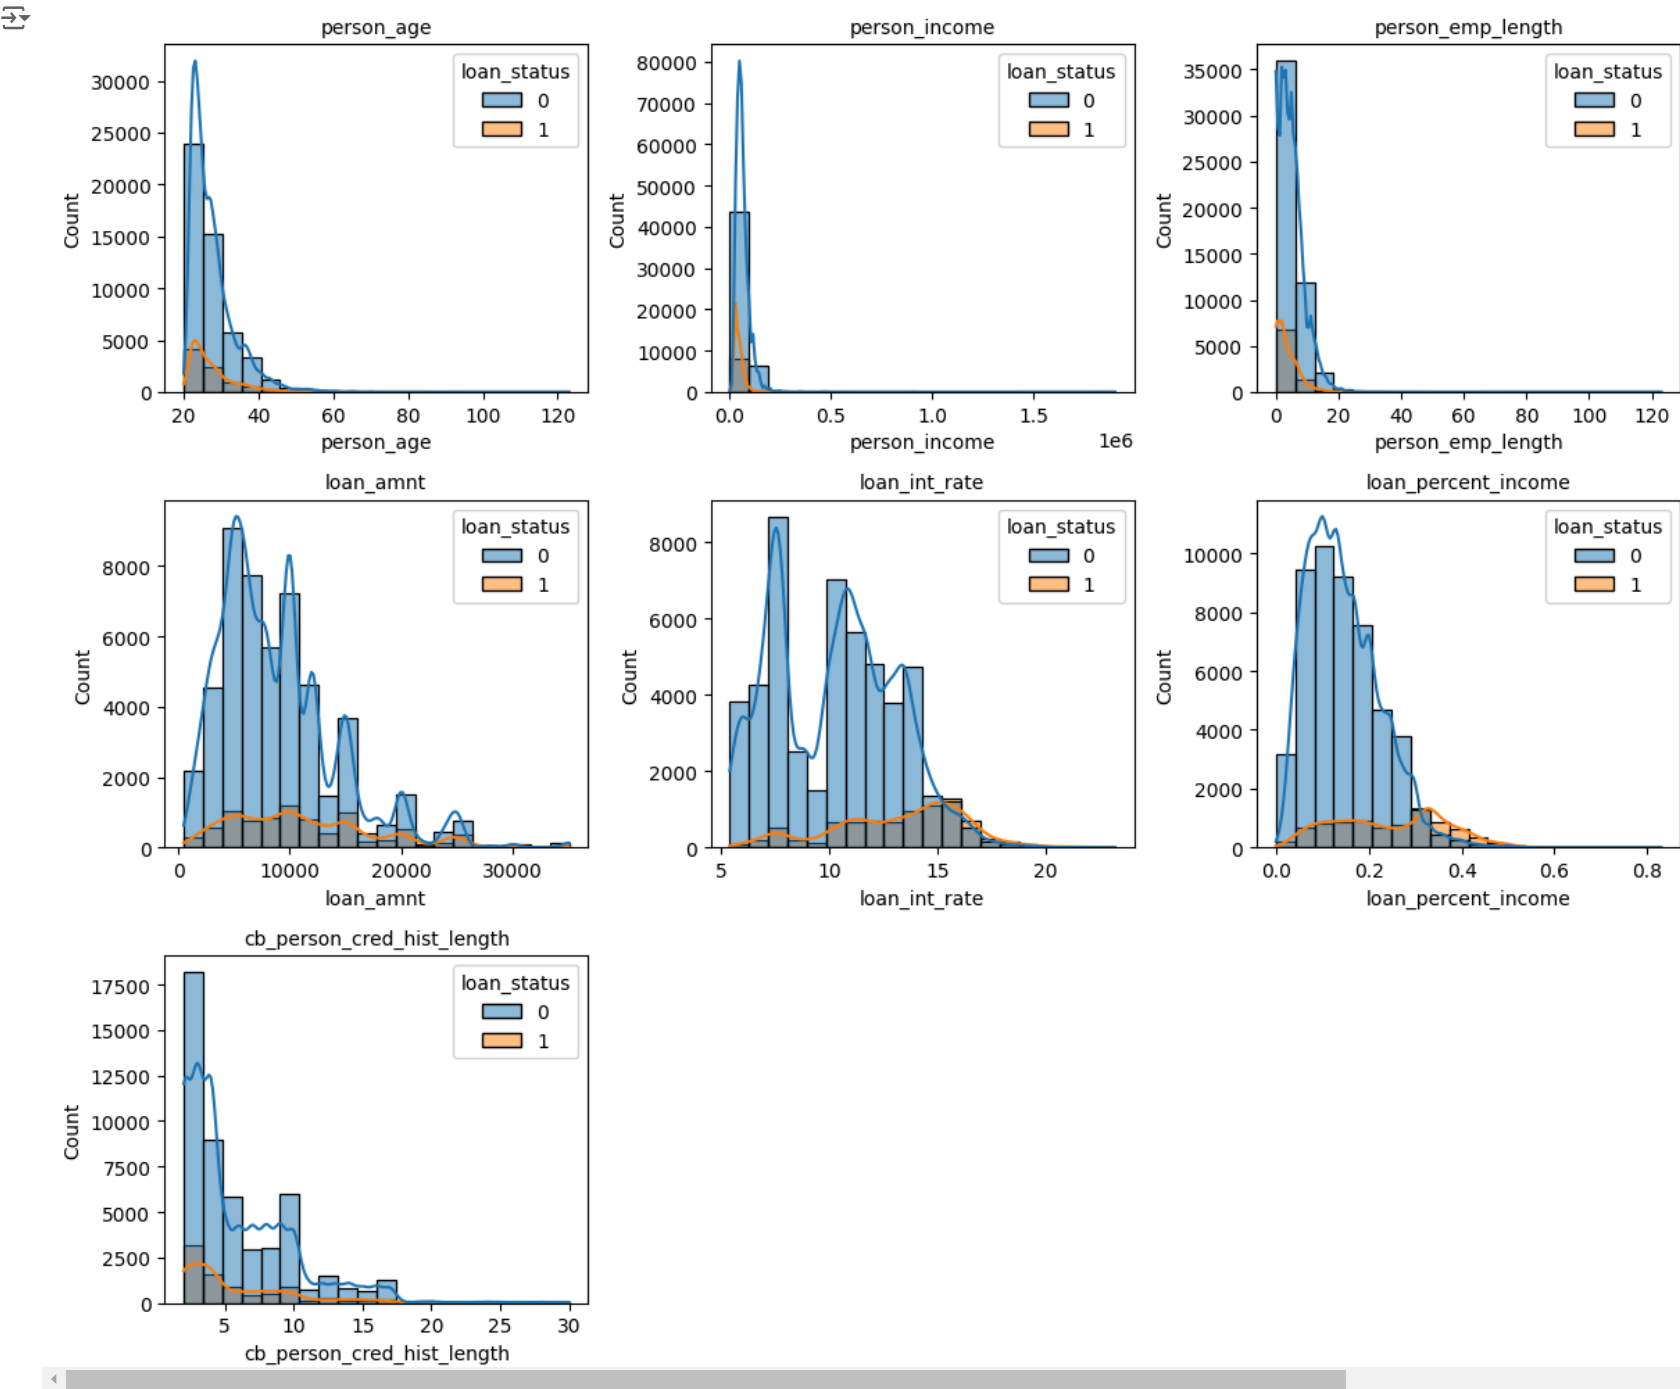 person_age
loan_status
0
1
30000
25000
20000
15000
10000
5000
0
Count
20 40 60 80 100 120
person_age
person_income
loan_status
0
1
80000
70000
60000
50000
40000
30000
20000
10000
0
Count
0.0 0.5 1.0 1.5
1e6
person_income
person_emp_length
loan_status
0
1
35000
30000
25000
20000
15000
10000
5000
0
Count
0 20 40 60 80 100 120
person_emp_length
loan_amnt
loan_status
0
1
8000
6000
4000
2000
0
Count
0 10000 20000 30000
loan_amnt
loan_int_rate
loan_status
0
1
8000
6000
4000
2000
0
Count
5 10 15 20
loan_int_rate
loan_percent_income
loan_status
0
1
10000
8000
6000
4000
2000
0
Count
0.0 0.2 0.4 0.6 0.8
loan_percent_income
cb_person_cred_hist_length
loan_status
0
1
17500
15000
12500
10000
7500
5000
2500
0
Count
5 10 15 20 25 30
cb_person_cred_hist_length